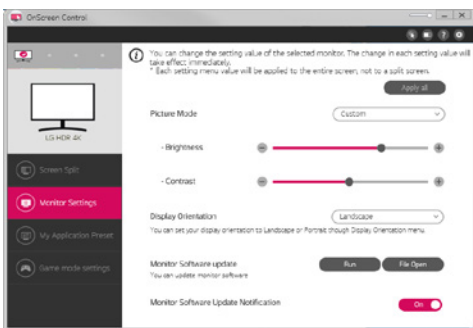 OnScreen Control
You can change the setting value of the selected monitor. The change in each setting value will
take effect immediately.
* Each setting menu value will be applied to the entire screen, not to a split screen.
Apply all
LG HDR 4K
Picture Mode
Custom
- Brightness
- Contrast
Screen Split
Monitor Settings
My Application Preset
Game mode settings
Display Orientation
Landscape
You can set your display orientation to Landscape or Portrait though Display Orientation menu.
Monitor Software update
Run
File Open
You can update monitor software
Monitor Software Update Notification
On